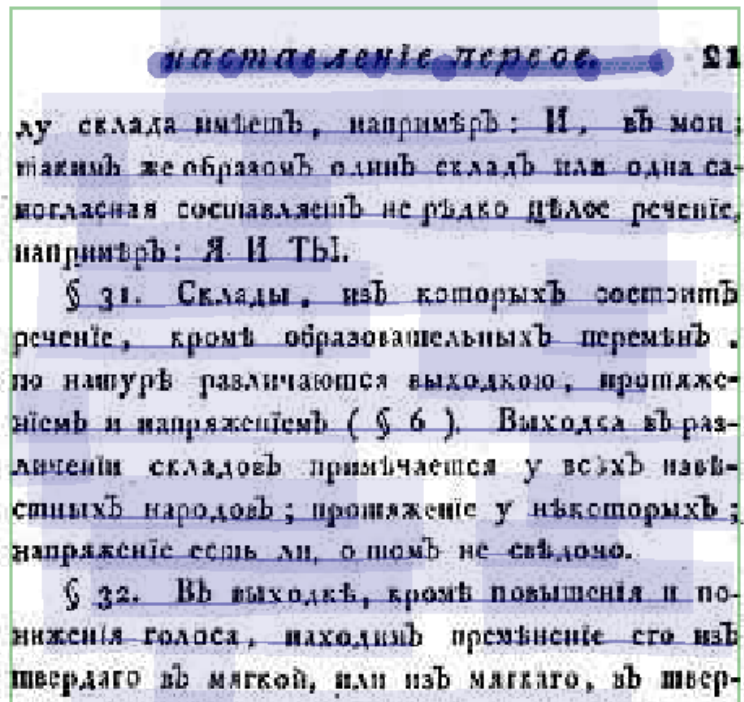 наставленіе первое. 21
ду склада имѣетъ, напримѣръ: И, въ мои;
такимъ же образомъ одинъ складъ или одна са-
могласная составляетъ не рѣдко цѣлое реченіе,
напримѣръ: Я И ТЫ.
§ 31. Склады, изъ которыхъ состоитъ
реченіе, кромѣ образовательныхъ перемѣнъ,
по натурѣ различаются выходкою, протяже-
ніемъ и напряженіемъ (§ 6). Выходка въ раз-
личеніи складовъ примѣчается у всѣхъ извѣ-
стныхъ народовъ; протяженіе у нѣкоторыхъ;
напряженіе есть ли, о томъ не свѣдомо.
§ 32. Въ выходкѣ, кромѣ повышенія и по-
ниженія голоса, находимъ премѣненіе его изъ
твердаго въ мягкой, или изъ мягкаго, въ твер-